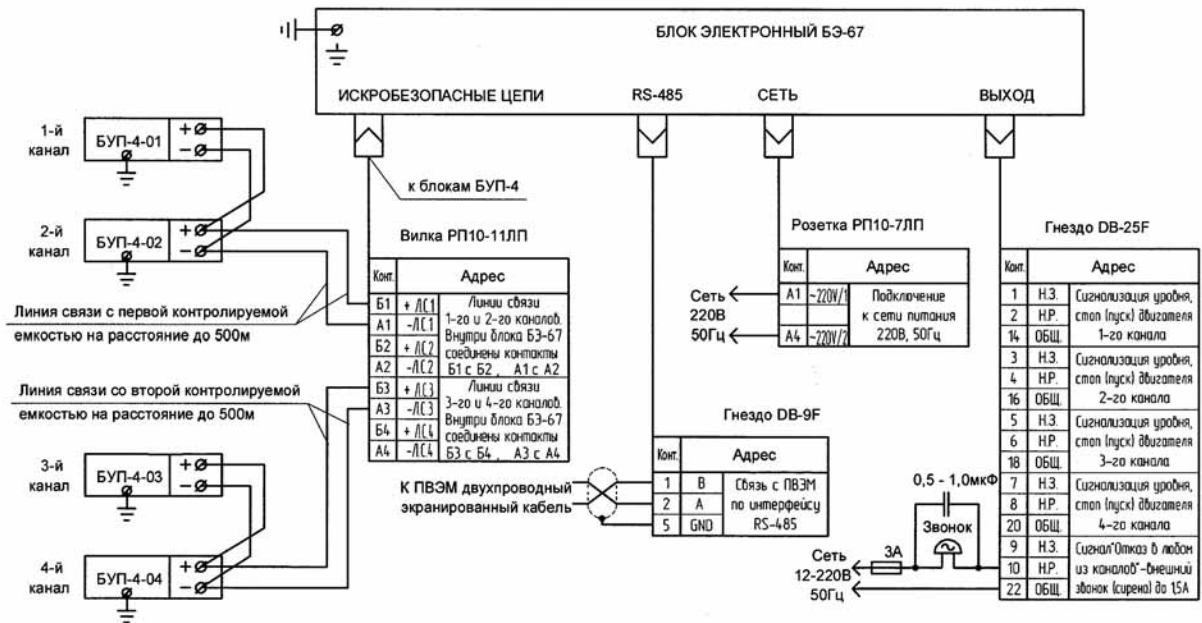 БЛОК ЭЛЕКТРОННЫЙ БЭ-67
ИСКРОБЕЗОПАСНЫЕ ЦЕПИ
RS-485
СЕТЬ
ВЫХОД
1-й
канал
БУП-4-01
+
−
2-й
канал
БУП-4-02
+
−
к блокам БУП-4
Линия связи с первой контролируемой
емкостью на расстояние до 500м
Линия связи со второй контролируемой
емкостью на расстояние до 500м
3-й
канал
БУП-4-03
+
−
4-й
канал
БУП-4-04
+
−
Вилка РП10-11ЛП
Конт. Адрес
Б1 + ЛС1
А1 -ЛС1
Б2 + ЛС2
А2 -ЛС2
Линии связи
1-го и 2-го каналов.
Внутри блока БЭ-67
соединены контакты
Б1 с Б2 , А1 с А2
Б3 + ЛС3
А3 -ЛС3
Б4 + ЛС4
А4 -ЛС4
Линии связи
3-го и 4-го каналов.
Внутри блока БЭ-67
соединены контакты
Б3 с Б4 , А3 с А4
Розетка РП10-7ЛП
Конт. Адрес
А1 ~220V/1
А4 ~220V/2
Подключение
к сети питания
220В, 50Гц
Сеть
220В
50Гц
Гнездо DB-9F
Конт. Адрес
1 B
2 A
5 GND
Связь с ПВЭМ
по интерфейсу
RS-485
К ПВЭМ двухпроводный
экранированный кабель
Гнездо DB-25F
Конт. Адрес
1 Н.З.
2 Н.Р.
14 ОБЩ.
Сигнализация уровня,
стоп (пуск) двигателя
1-го канала
3 Н.З.
4 Н.Р.
16 ОБЩ.
Сигнализация уровня,
стоп (пуск) двигателя
2-го канала
5 Н.З.
6 Н.Р.
18 ОБЩ.
Сигнализация уровня,
стоп (пуск) двигателя
3-го канала
7 Н.З.
8 Н.Р.
20 ОБЩ.
Сигнализация уровня,
стоп (пуск) двигателя
4-го канала
9 Н.З.
10 Н.Р.
22 ОБЩ.
Сигнал"Отказ в любом
из каналов"-внешний
звонок (сирена) до 1,5А
0,5 - 1,0мкФ
Звонок
3А
Сеть
12-220В
50Гц